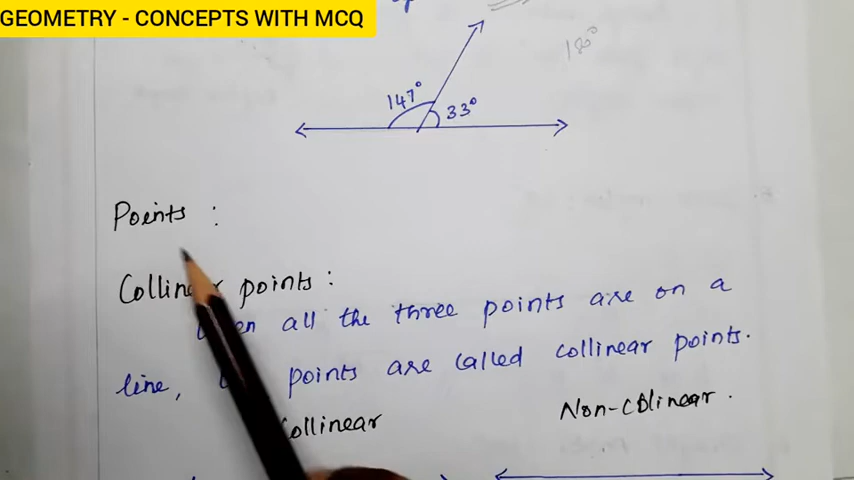 GEOMETRY - CONCEPTS WITH MCQ
180°
147°
33°
Points :
Collinear points :
all the three points are on a
line, points are called collinear points.
Collinear Non-collinear .